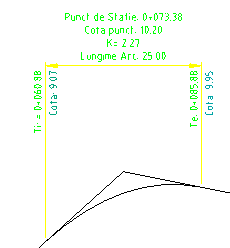 Punct de Statie: 0+073.38
Cota punct: 10.20
K= 2.27
Lungime Arc: 25.00
Ti: = 0+060.88
Cota: 9.07
Te: 0+085.88
Cota: 9.95